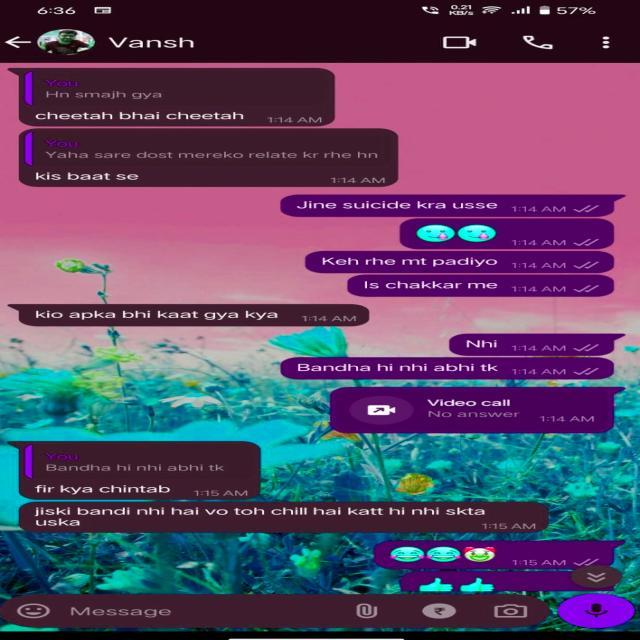 6:36
0.21
KB/s
57%
Vansh
You
Hn smajh gya
cheetah bhai cheetah 1:14 AM
You
Yaha sare dost mereko relate kr rhe hn
kis baat se 1:14 AM
Jine suicide kra usse 1:14 AM
1:14 AM
Keh rhe mt padiyo 1:14 AM
Is chakkar me 1:14 AM
kio apka bhi kaat gya kya 1:14 AM
Nhi 1:14 AM
Bandha hi nhi abhi tk 1:14 AM
Video call
No answer 1:14 AM
You
Bandha hi nhi abhi tk
fir kya chintab 1:15 AM
jiski bandi nhi hai vo toh chill hai katt hi nhi skta
uska 1:15 AM
1:15 AM
Message